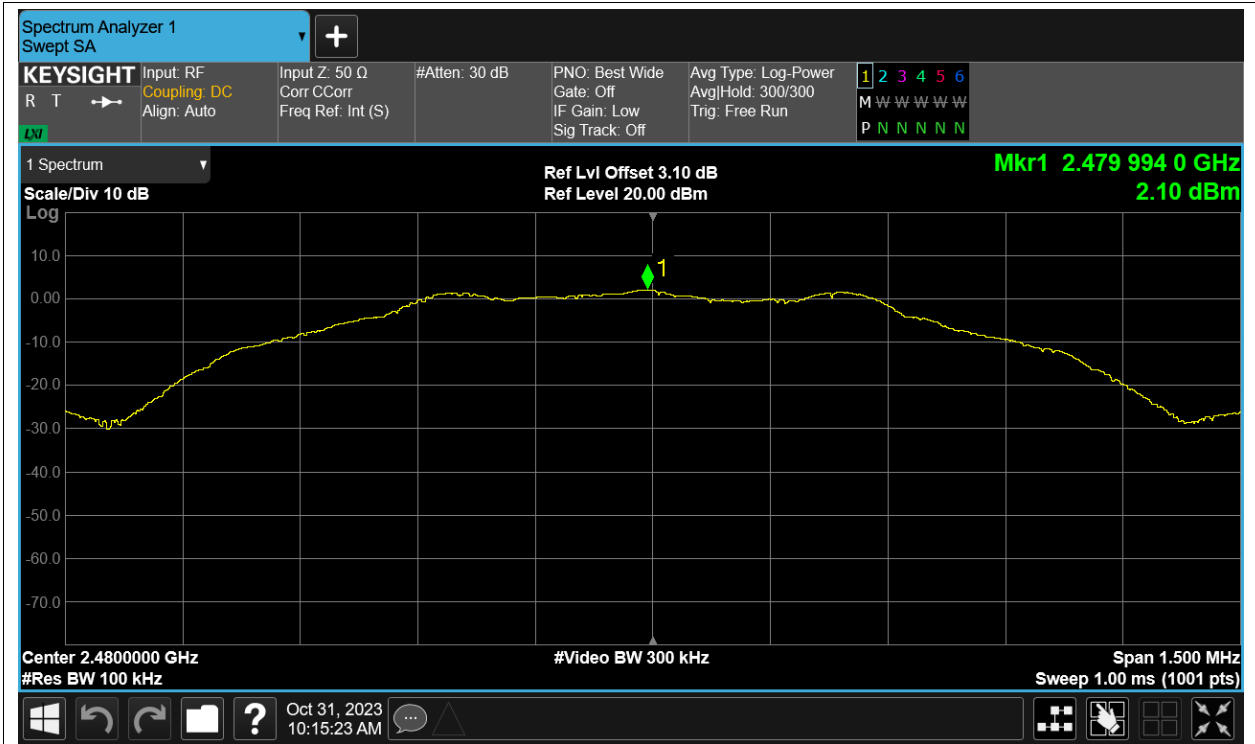 Spectrum Analyzer 1
Swept SA
KEYSIGHT
R T
LXI
Input: RF
Coupling: DC
Align: Auto
Input Z: 50 Ω
Corr CCorr
Freq Ref: Int (S)
#Atten: 30 dB
PNO: Best Wide
Gate: Off
IF Gain: Low
Sig Track: Off
Avg Type: Log-Power
Avg|Hold: 300/300
Trig: Free Run
1 2 3 4 5 6
M W W W W W
P N N N N N
1 Spectrum
Scale/Div 10 dB
Log
Ref Lvl Offset 3.10 dB
Ref Level 20.00 dBm
Mkr1 2.479 994 0 GHz
2.10 dBm
1
10.0
0.00
-10.0
-20.0
-30.0
-40.0
-50.0
-60.0
-70.0
Center 2.4800000 GHz
#Res BW 100 kHz
#Video BW 300 kHz
Span 1.500 MHz
Sweep 1.00 ms (1001 pts)
?
Oct 31, 2023
10:15:23 AM